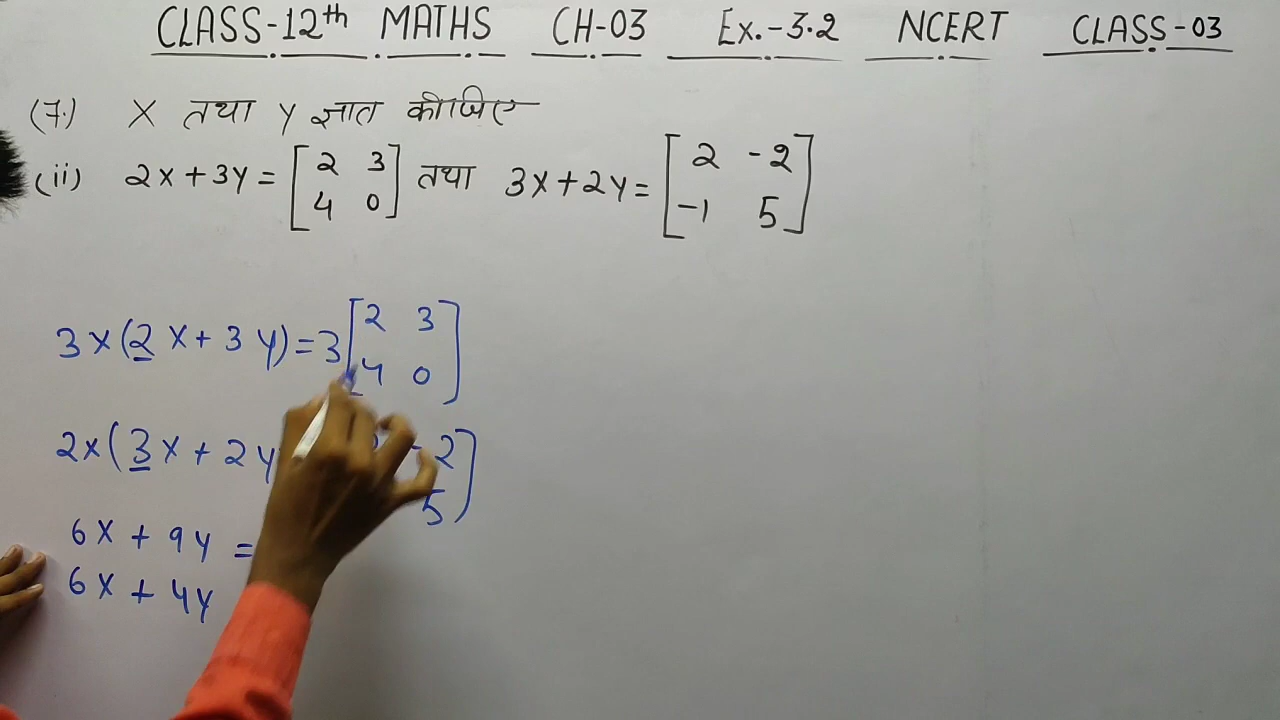 CLASS-12th MATHS CH-03 Ex.-3.2 NCERT CLASS-03
(7.) X तथा Y ज्ञात कीजिए
(ii) 2X+3Y= [2 3 तथा 3X+2Y= [2 -2
4 0] -1 5]
3×(2X+3Y)=3[2 3
4 0]
2×(3X+2Y -2
5]
6X+9Y=
6X+4Y